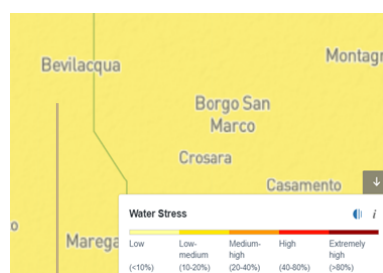 Bevilacqua
Montagn
Borgo San
Marco
Crosara
Casamento
o
Marega
Water Stress
i
Low
Low-
medium
Medium-
high
High
Extremely
high
(<10%)
(10-20%)
(20-40%)
(40-80%)
(>80%)